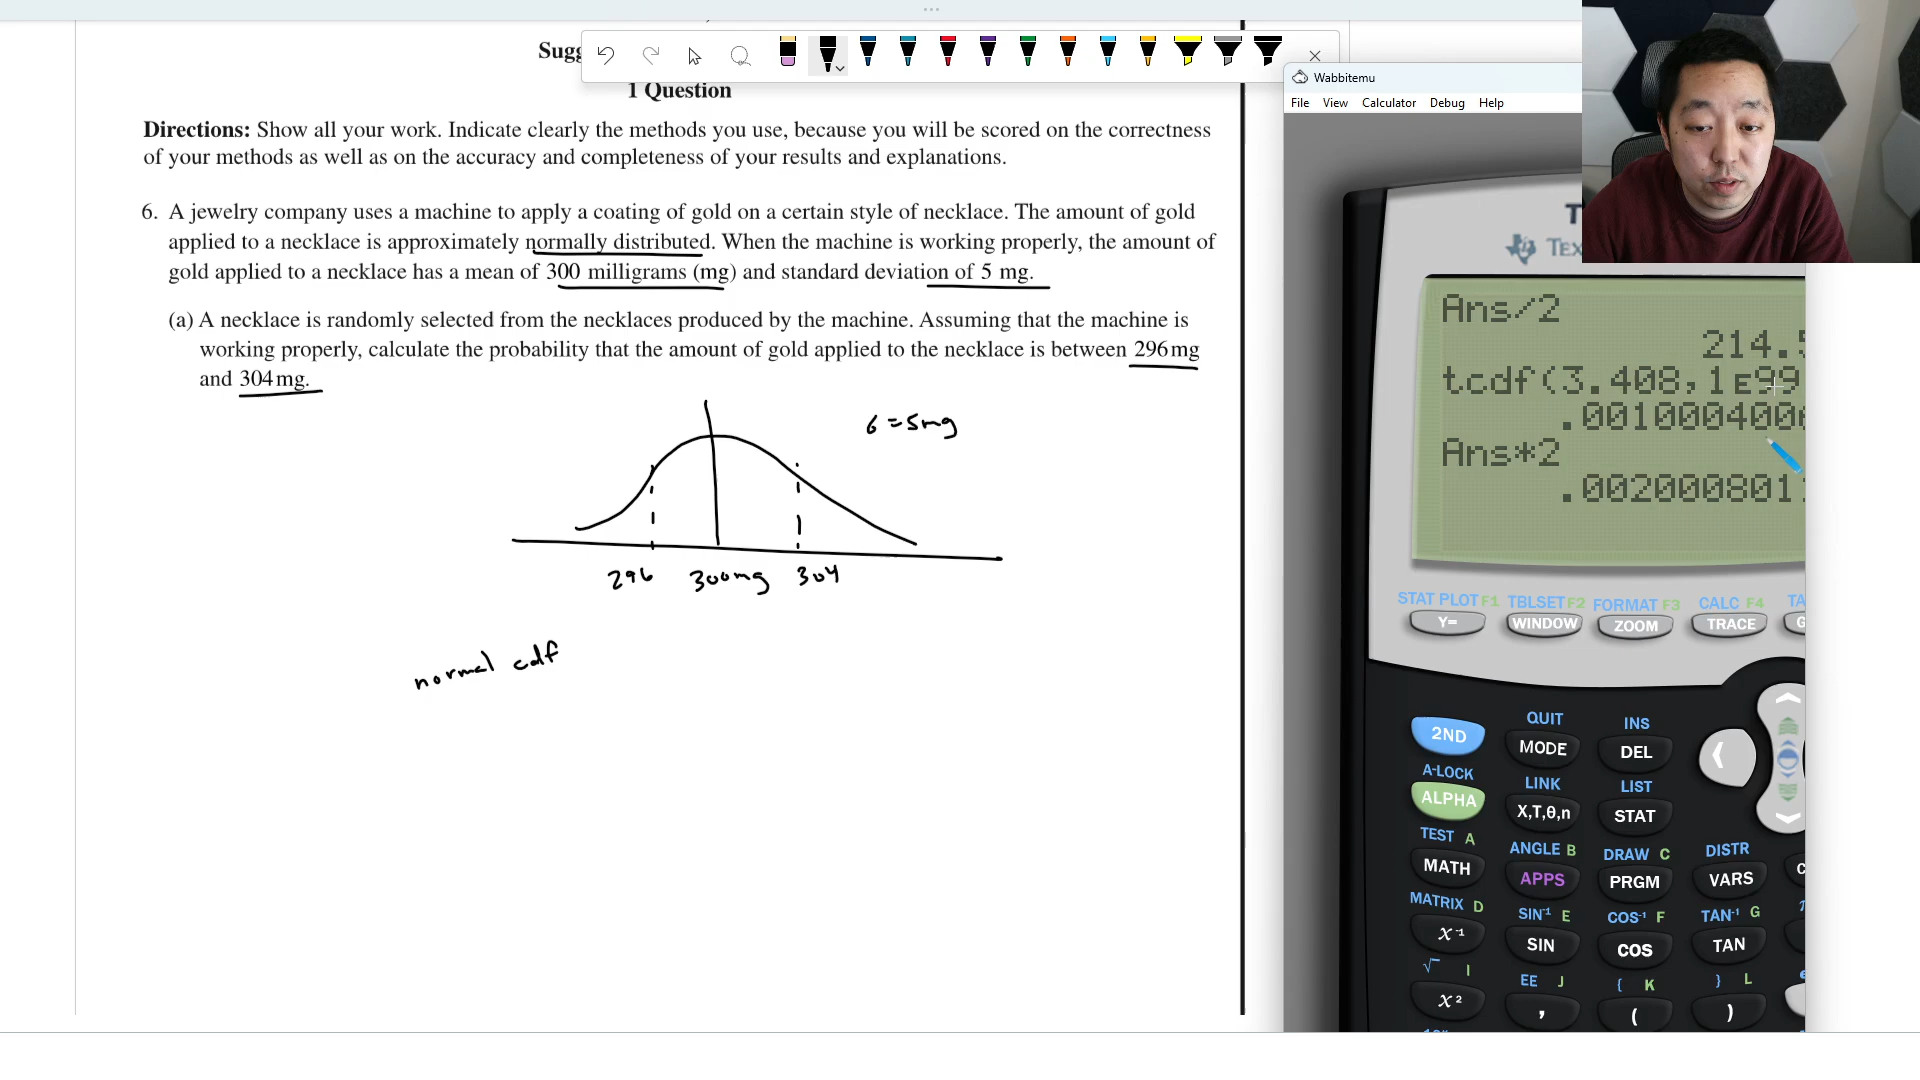 Wabbitemu
File View Calculator Debug Help
1 Question
Directions: Show all your work. Indicate clearly the methods you use, because you will be scored on the correctness
of your methods as well as on the accuracy and completeness of your results and explanations.
6. A jewelry company uses a machine to apply a coating of gold on a certain style of necklace. The amount of gold
applied to a necklace is approximately normally distributed. When the machine is working properly, the amount of
gold applied to a necklace has a mean of 300 milligrams (mg) and standard deviation of 5 mg.
(a) A necklace is randomly selected from the necklaces produced by the machine. Assuming that the machine is
working properly, calculate the probability that the amount of gold applied to the necklace is between 296 mg
and 304 mg.
6 = 5mg
296 300mg 304
normal cdf
Ans/2
214.5
tcdf(3.408,1ᴇ99
.001000400
Ans*2
.002000801
STAT PLOT F1 TBLSET F2 FORMAT F3 CALC F4 TA
Y= WINDOW ZOOM TRACE G
QUIT INS
2ND MODE DEL
A-LOCK LINK LIST
ALPHA X,T,θ,n STAT
TEST A ANGLE B DRAW C DISTR
MATH APPS PRGM VARS C
MATRIX D SIN⁻¹ E COS⁻¹ F TAN⁻¹ G
x⁻¹ SIN COS TAN
√ I EE J { K } L
x² , ( )